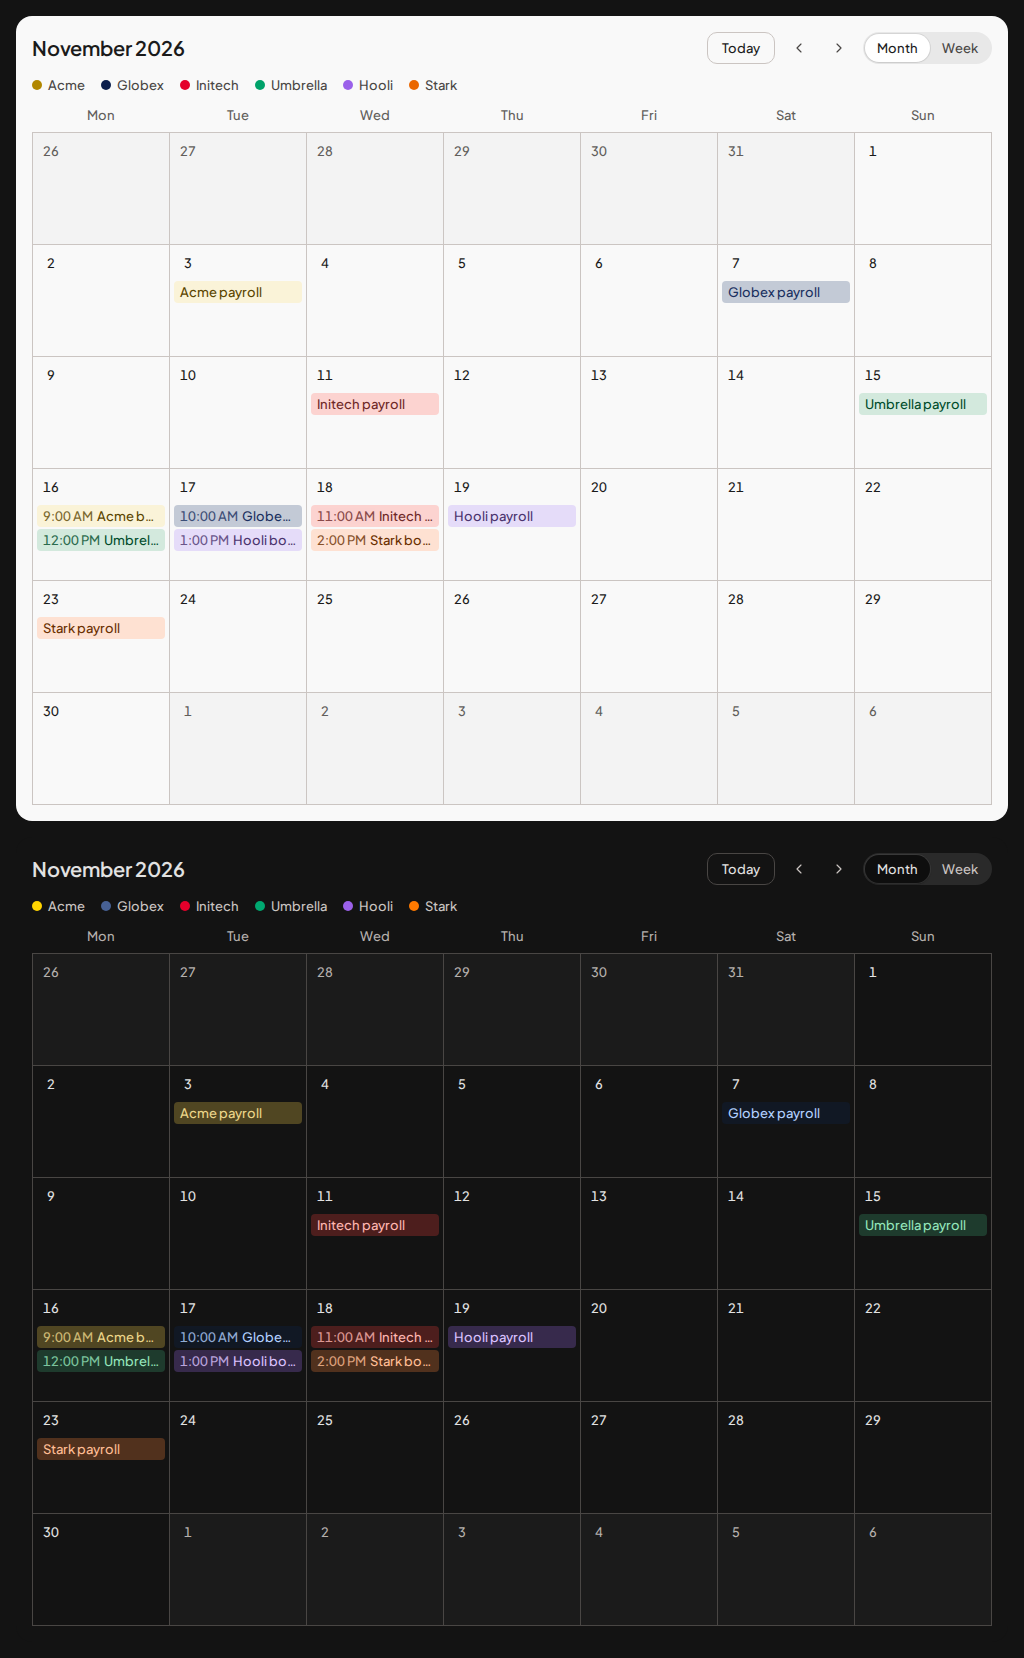 November 2026
Today
Month Week
Acme Globex Initech Umbrella Hooli Stark
Mon Tue Wed Thu Fri Sat Sun
26 27 28 29 30 31 1
2 3 4 5 6 7 8
Acme payroll Globex payroll
9 10 11 12 13 14 15
Initech payroll Umbrella payroll
16 17 18 19 20 21 22
9:00 AM Acme b… 10:00 AM Globe… 11:00 AM Initech … Hooli payroll
12:00 PM Umbrel… 1:00 PM Hooli bo… 2:00 PM Stark bo…
23 24 25 26 27 28 29
Stark payroll
30 1 2 3 4 5 6
November 2026
Today
Month Week
Acme Globex Initech Umbrella Hooli Stark
Mon Tue Wed Thu Fri Sat Sun
26 27 28 29 30 31 1
2 3 4 5 6 7 8
Acme payroll Globex payroll
9 10 11 12 13 14 15
Initech payroll Umbrella payroll
16 17 18 19 20 21 22
9:00 AM Acme b… 10:00 AM Globe… 11:00 AM Initech … Hooli payroll
12:00 PM Umbrel… 1:00 PM Hooli bo… 2:00 PM Stark bo…
23 24 25 26 27 28 29
Stark payroll
30 1 2 3 4 5 6